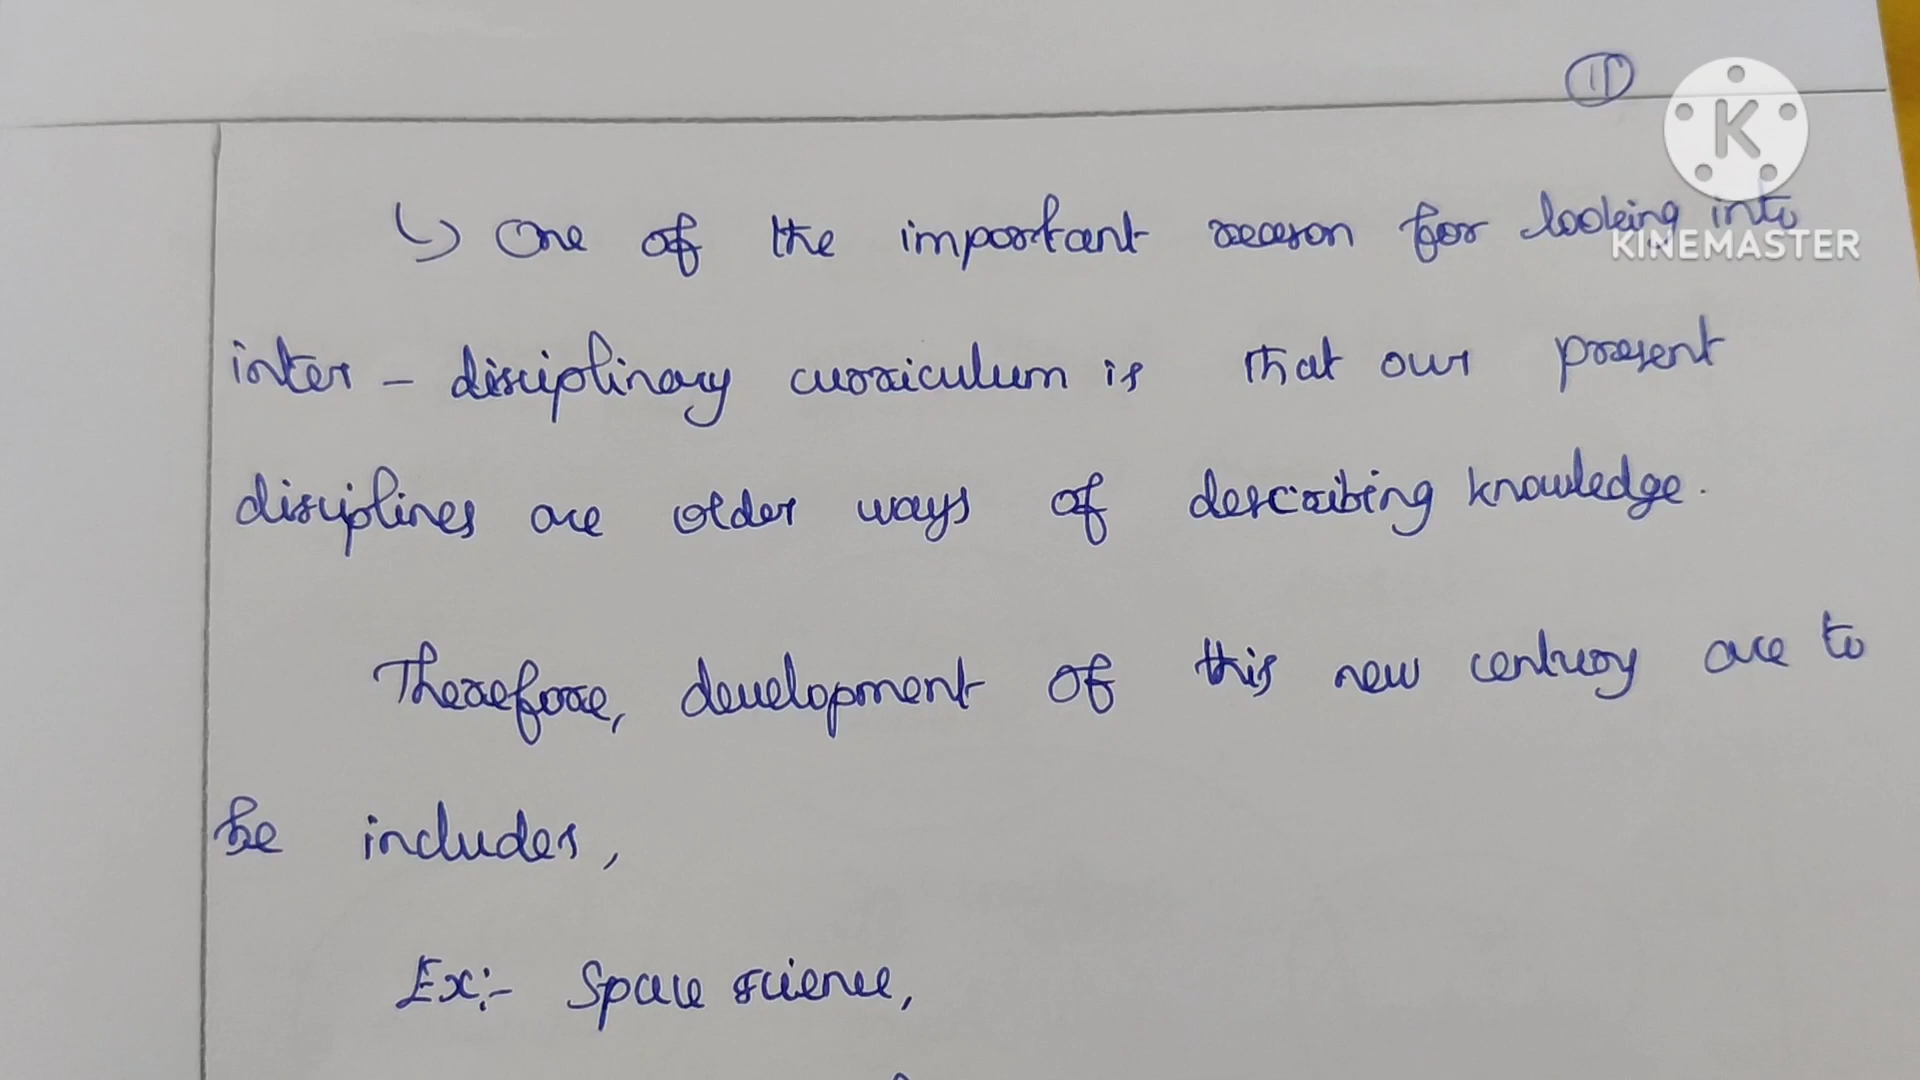 11
K
↳ One of the important reason for looking into
KINEMASTER
inter - disciplinary curriculum is that our present
disciplines are older ways of describing knowledge.
Therefore, development of this new century are to
be includes,
Ex:- Space science,